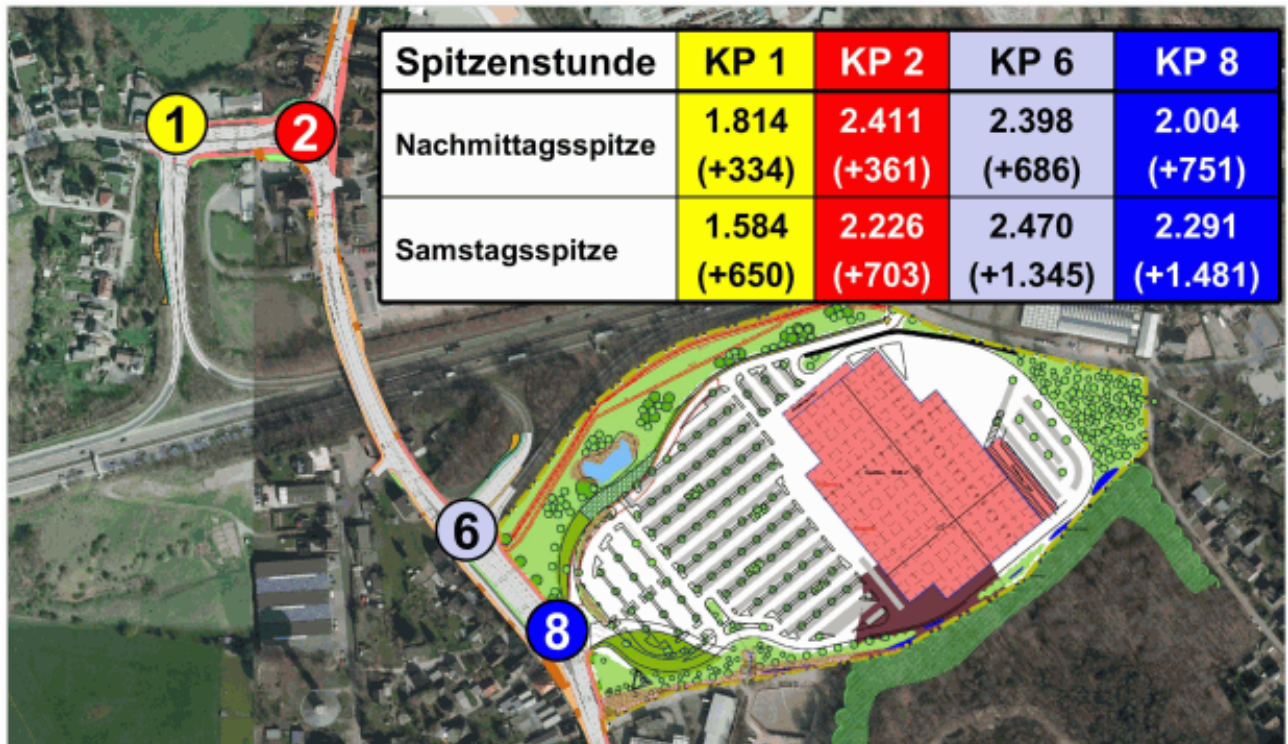 Spitzenstunde KP 1 KP 2 KP 6 KP 8
Nachmittagsspitze 1.814 2.411 2.398 2.004
(+334) (+361) (+686) (+751)
Samstagsspitze 1.584 2.226 2.470 2.291
(+650) (+703) (+1.345) (+1.481)
1
2
6
8